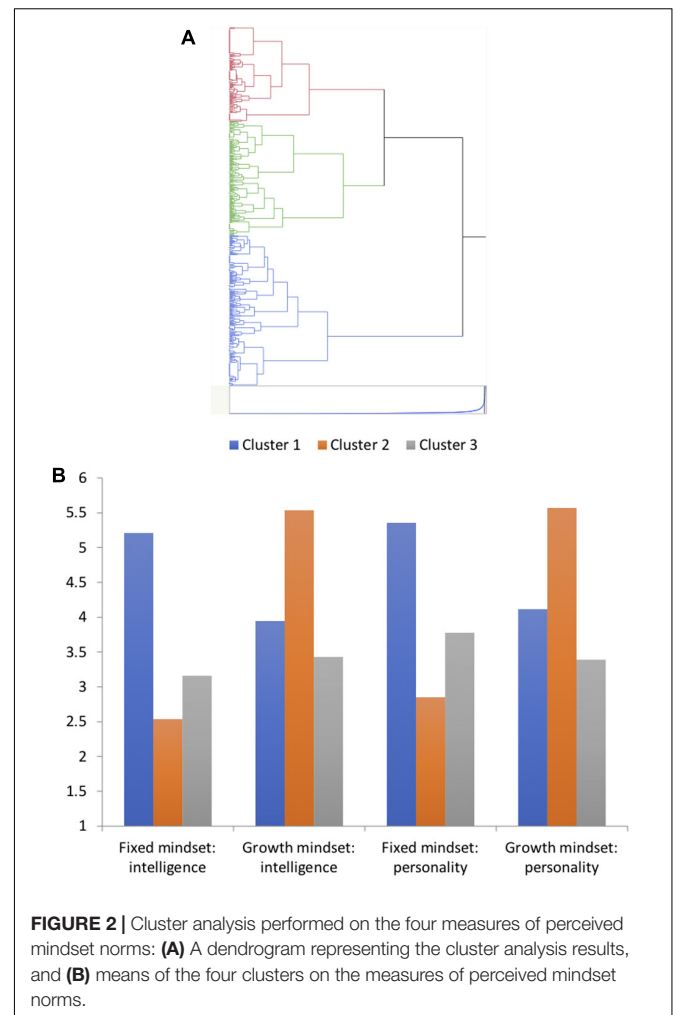 A
Cluster 1 Cluster 2 Cluster 3
B
6
5.5
5
4.5
4
3.5
3
2.5
2
1.5
1
Fixed mindset: Growth mindset: Fixed mindset: Growth mindset:
intelligence intelligence personality personality
FIGURE 2 | Cluster analysis performed on the four measures of perceived
mindset norms: (A) A dendrogram representing the cluster analysis results,
and (B) means of the four clusters on the measures of perceived mindset
norms.